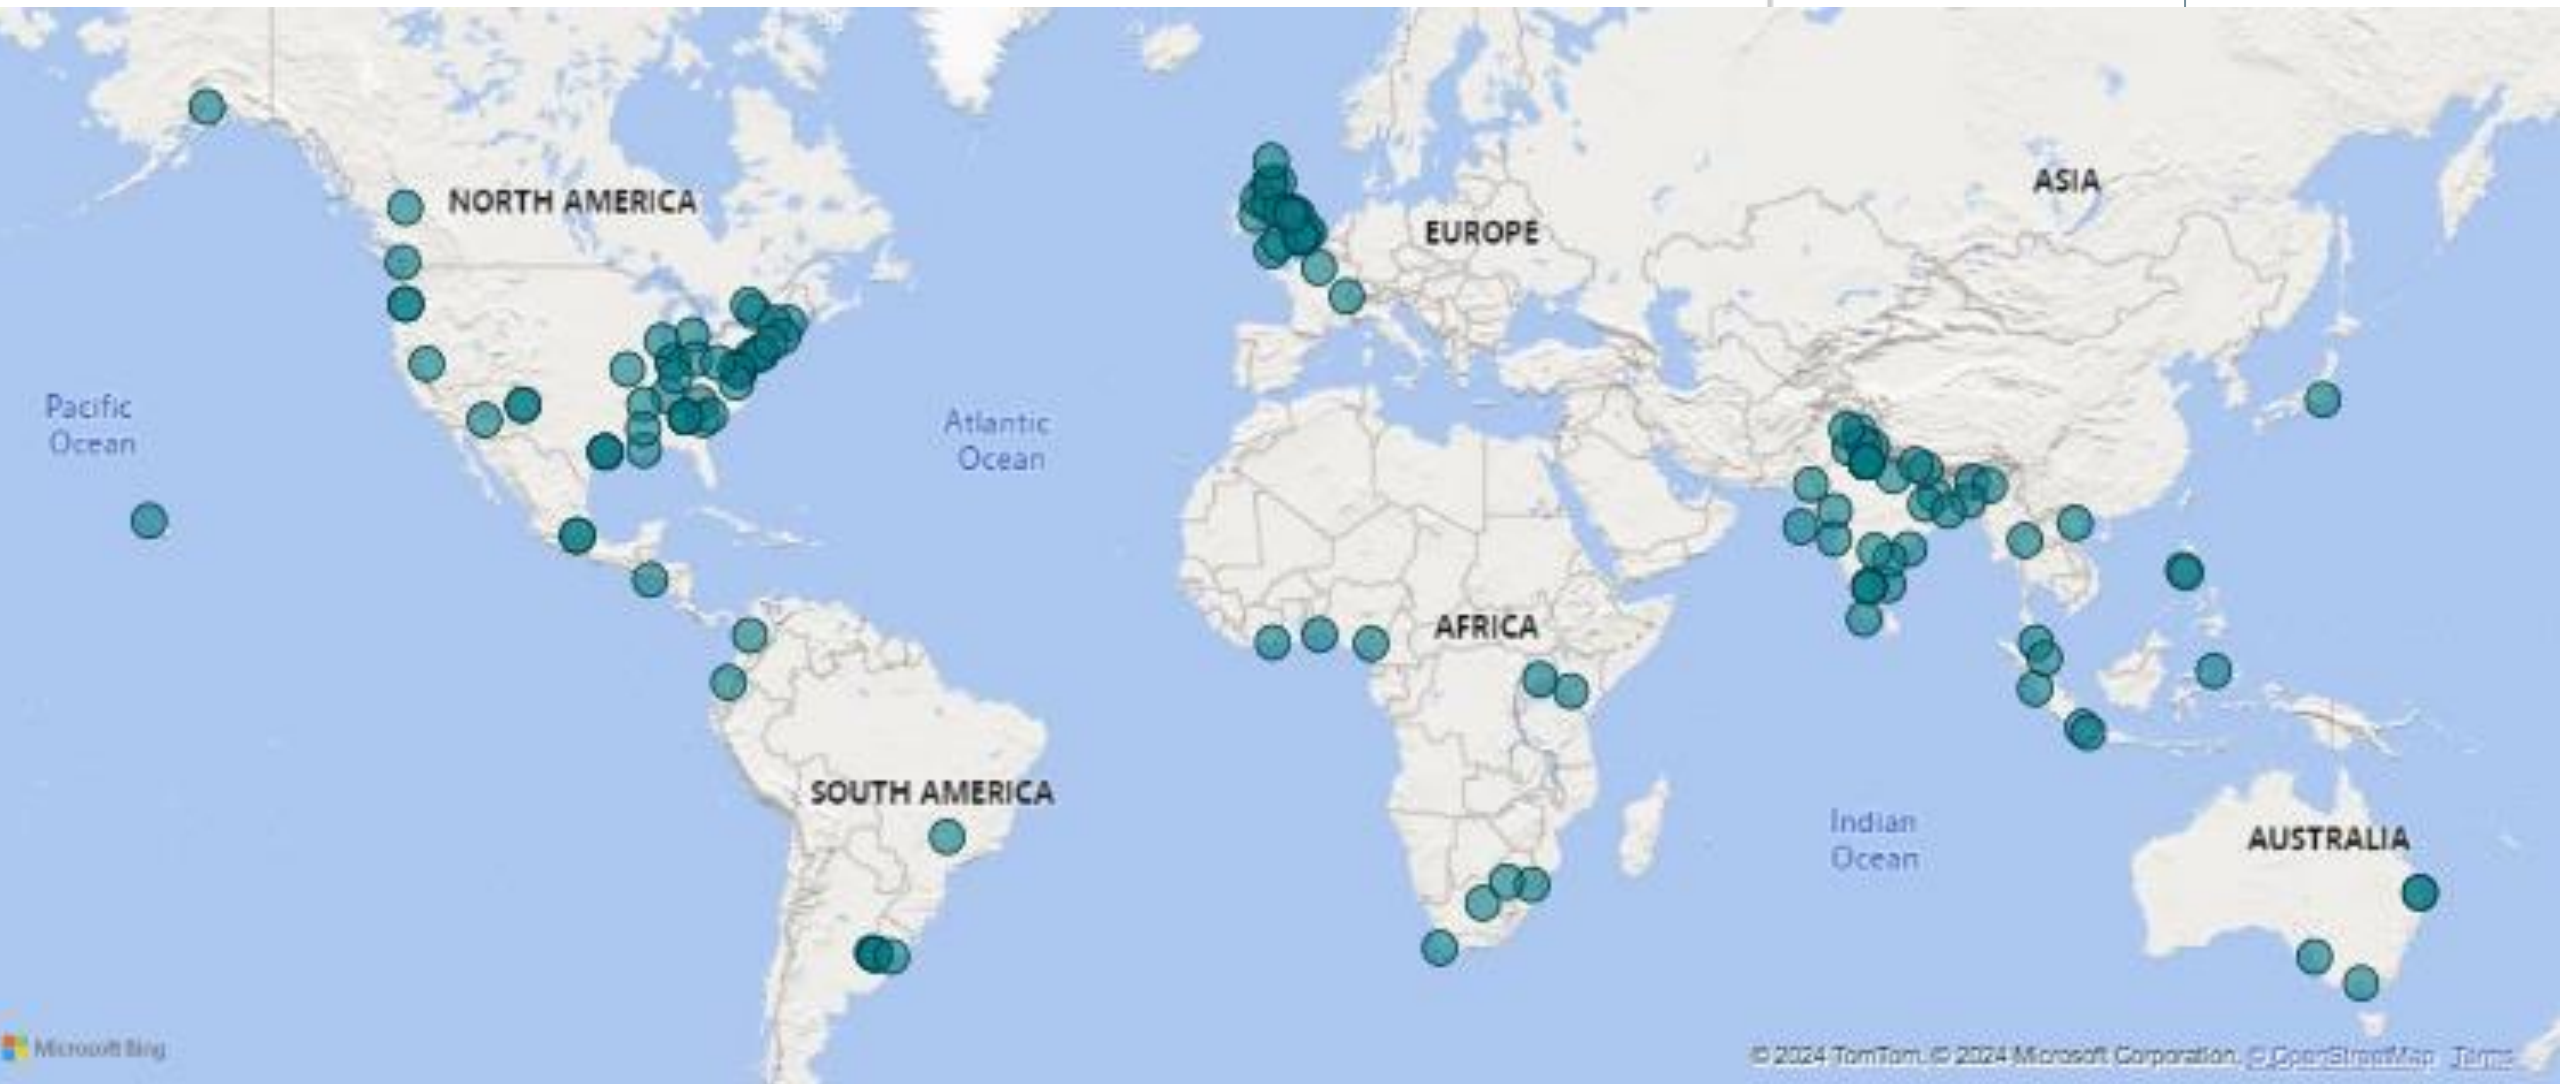 NORTH AMERICA
ASIA
EUROPE
Pacific
Ocean
Atlantic
Ocean
AFRICA
SOUTH AMERICA
Indian
Ocean
AUSTRALIA
Microsoft Bing
© 2024 TomTom, © 2024 Microsoft Corporation, © OpenStreetMap Terms